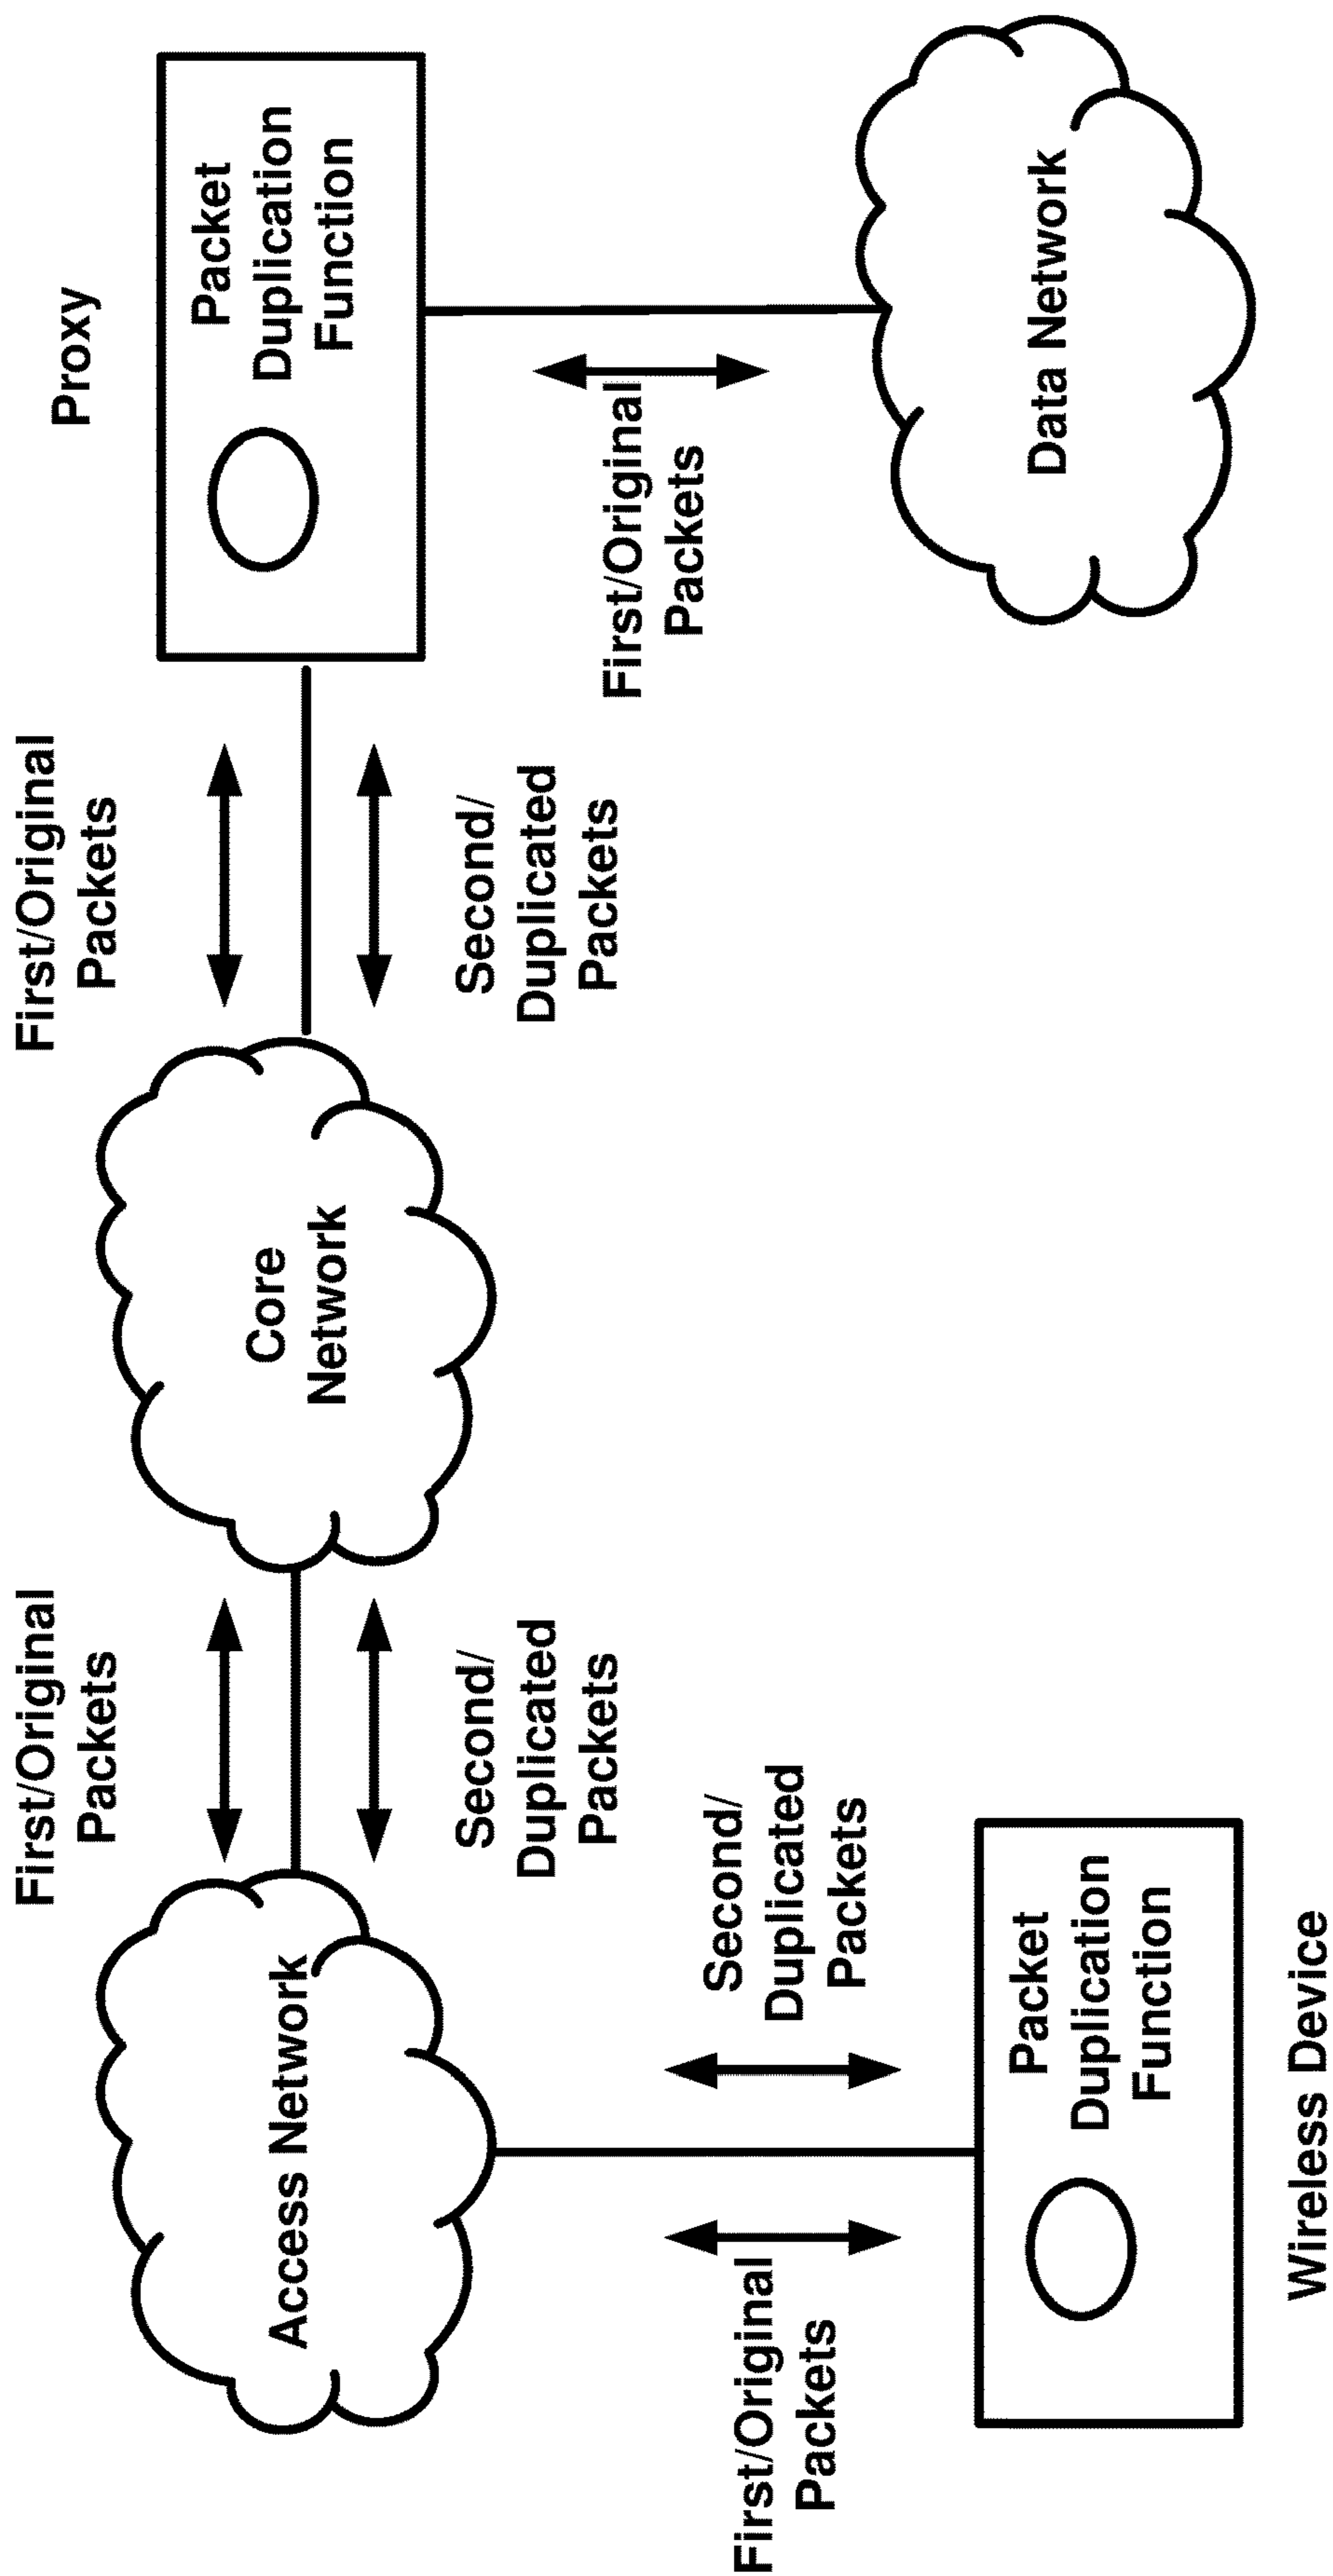 First/Original
Packets
First/Original
Packets
Proxy
Access Network
Core
Network
Packet
Duplication
Function
Second/
Duplicated
Packets
Second/
Duplicated
Packets
First/Original
Packets
First/Original
Packets
Second/
Duplicated
Packets
Packet
Duplication
Function
Data Network
Wireless Device